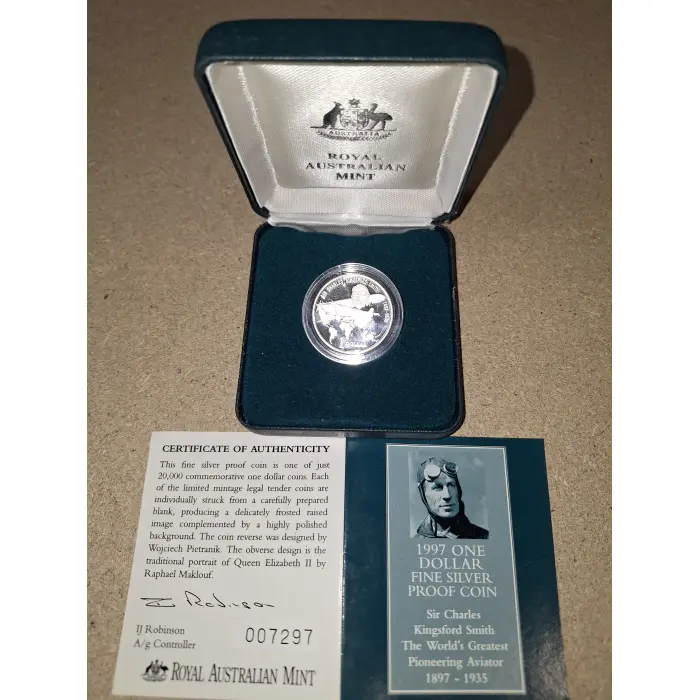 AUSTRALIA
ROYAL
AUSTRALIAN
MINT
CERTIFICATE OF AUTHENTICITY
This fine silver proof coin is one of just
20,000 commemorative one dollar coins. Each
of the limited mintage legal tender coins are
individually struck from a carefully prepared
blank, producing a delicately frosted raised
image complemented by a highly polished
background. The coin reverse was designed by
Wojciech Pietranik. The obverse design is the
traditional portrait of Queen Elizabeth II by
Raphael Maklouf.
I Robinson
IJ Robinson
A/g Controller
007297
ROYAL AUSTRALIAN MINT
1997 ONE
DOLLAR
FINE SILVER
PROOF COIN
Sir Charles
Kingsford Smith
The World's Greatest
Pioneering Aviator
1897 - 1935